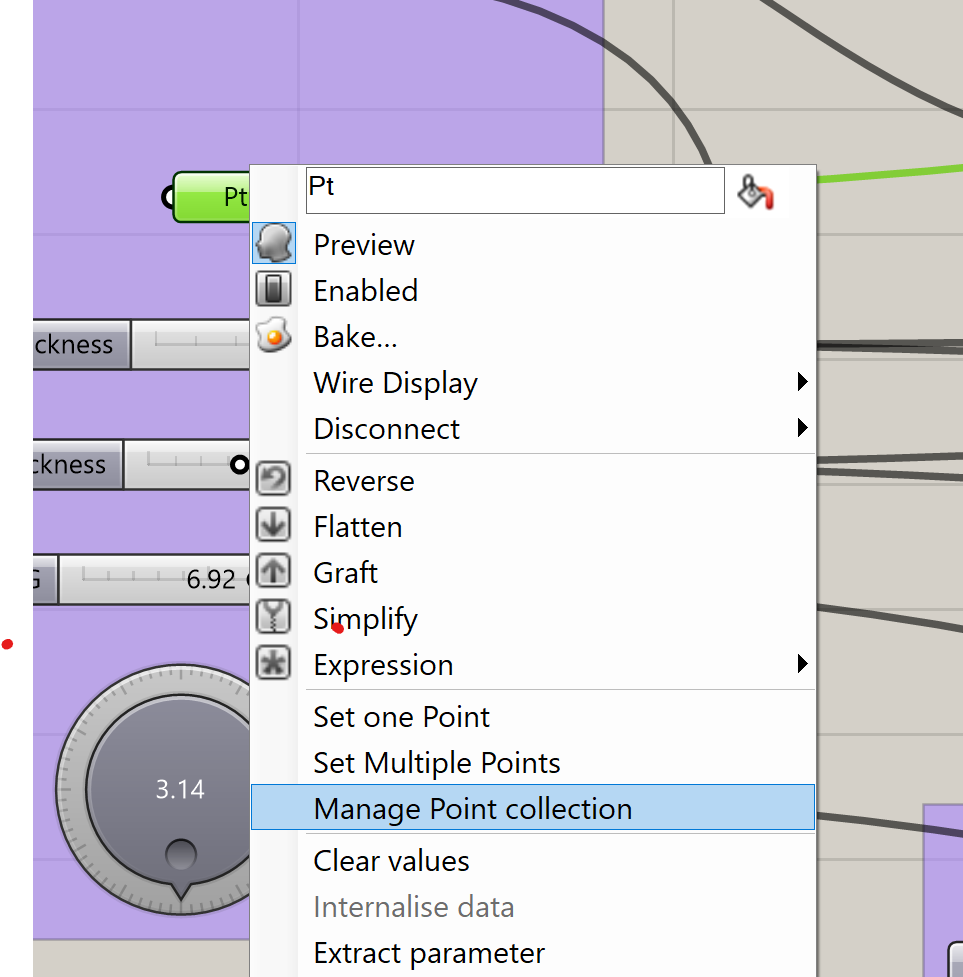 Pt
Pt
Preview
Enabled
Bake...
Wire Display
ckness
Disconnect
ckness
Reverse
Flatten
G
6.92
Graft
Simplify
Expression
Set one Point
Set Multiple Points
3.14
Manage Point collection
Clear values
Internalise data
Extract parameter